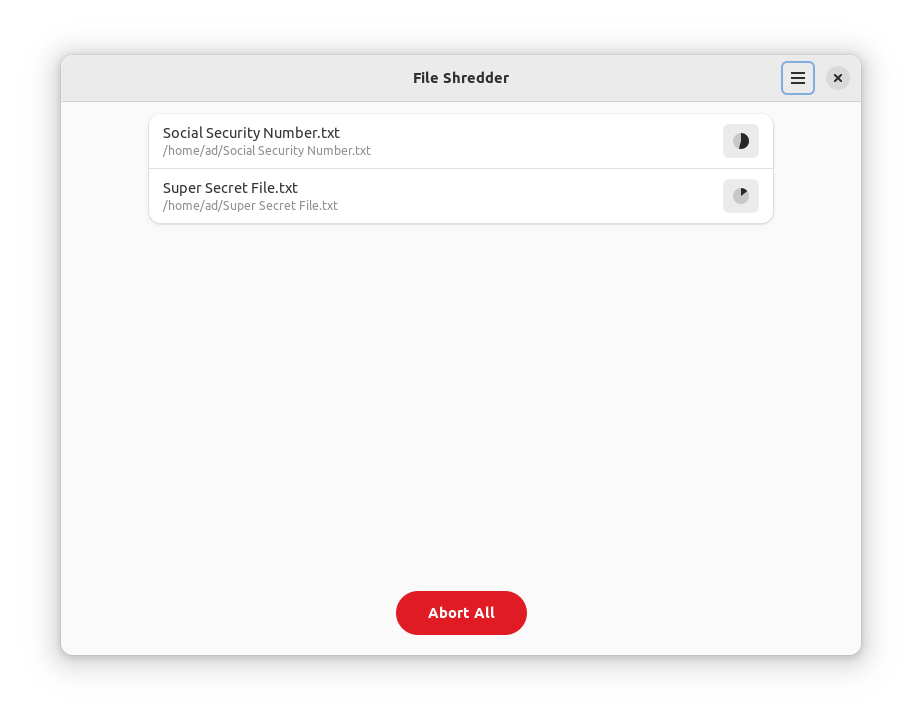 File Shredder
Social Security Number.txt
/home/ad/Social Security Number.txt
Super Secret File.txt
/home/ad/Super Secret File.txt
Abort All